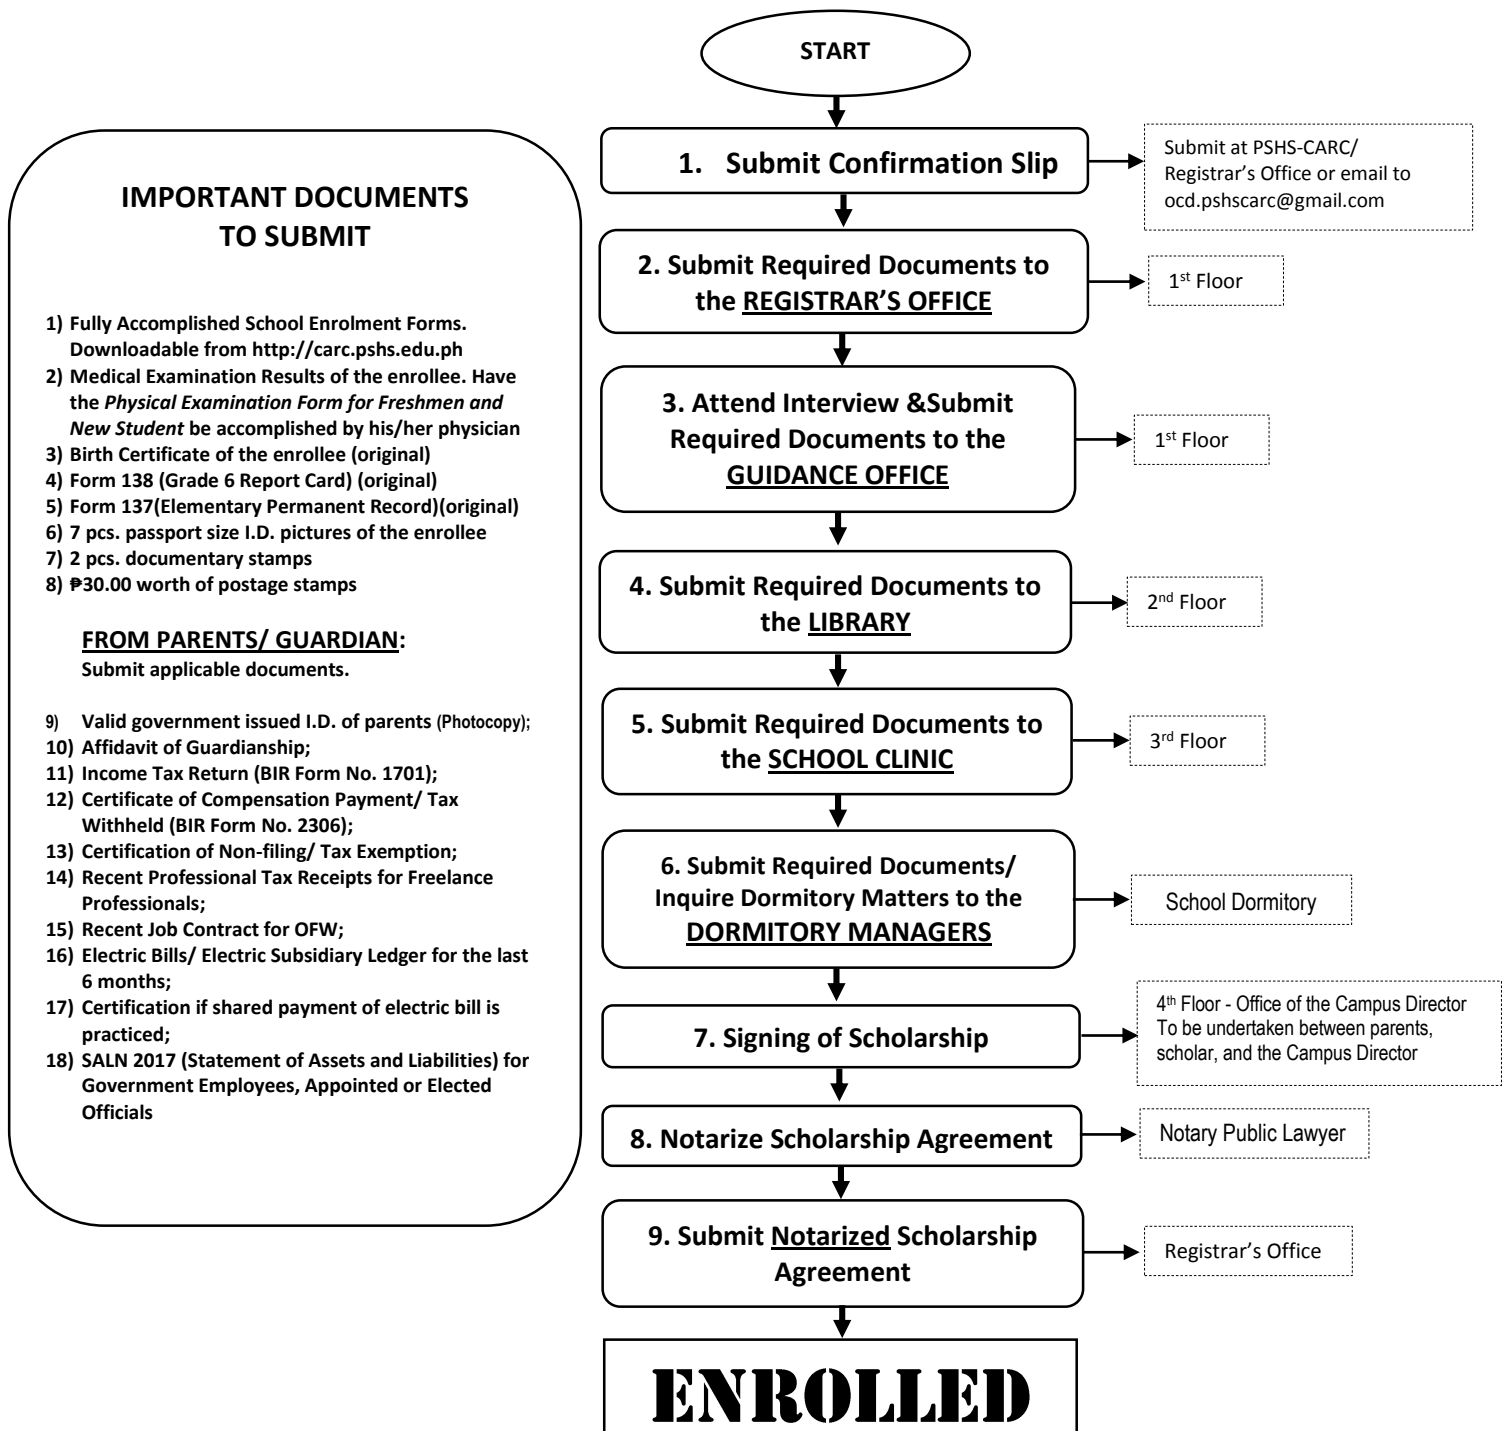 START
IMPORTANT DOCUMENTS
TO SUBMIT
1) Fully Accomplished School Enrolment Forms.
Downloadable from http://carc.pshs.edu.ph
2) Medical Examination Results of the enrollee. Have
the Physical Examination Form for Freshmen and
New Student be accomplished by his/her physician
3) Birth Certificate of the enrollee (original)
4) Form 138 (Grade 6 Report Card) (original)
5) Form 137(Elementary Permanent Record)(original)
6) 7 pcs. passport size I.D. pictures of the enrollee
7) 2 pcs. documentary stamps
8) ₱30.00 worth of postage stamps
FROM PARENTS/ GUARDIAN:
Submit applicable documents.
9) Valid government issued I.D. of parents (Photocopy);
10) Affidavit of Guardianship;
11) Income Tax Return (BIR Form No. 1701);
12) Certificate of Compensation Payment/ Tax
Withheld (BIR Form No. 2306);
13) Certification of Non-filing/ Tax Exemption;
14) Recent Professional Tax Receipts for Freelance
Professionals;
15) Recent Job Contract for OFW;
16) Electric Bills/ Electric Subsidiary Ledger for the last
6 months;
17) Certification if shared payment of electric bill is
practiced;
18) SALN 2017 (Statement of Assets and Liabilities) for
Government Employees, Appointed or Elected
Officials
1. Submit Confirmation Slip
Submit at PSHS-CARC/
Registrar’s Office or email to
ocd.pshscarc@gmail.com
2. Submit Required Documents to
the REGISTRAR’S OFFICE
1st Floor
3. Attend Interview &Submit
Required Documents to the
GUIDANCE OFFICE
1st Floor
4. Submit Required Documents to
the LIBRARY
2nd Floor
5. Submit Required Documents to
the SCHOOL CLINIC
3rd Floor
6. Submit Required Documents/
Inquire Dormitory Matters to the
DORMITORY MANAGERS
School Dormitory
7. Signing of Scholarship
4th Floor - Office of the Campus Director
To be undertaken between parents,
scholar, and the Campus Director
8. Notarize Scholarship Agreement
Notary Public Lawyer
9. Submit Notarized Scholarship
Agreement
Registrar’s Office
ENROLLED